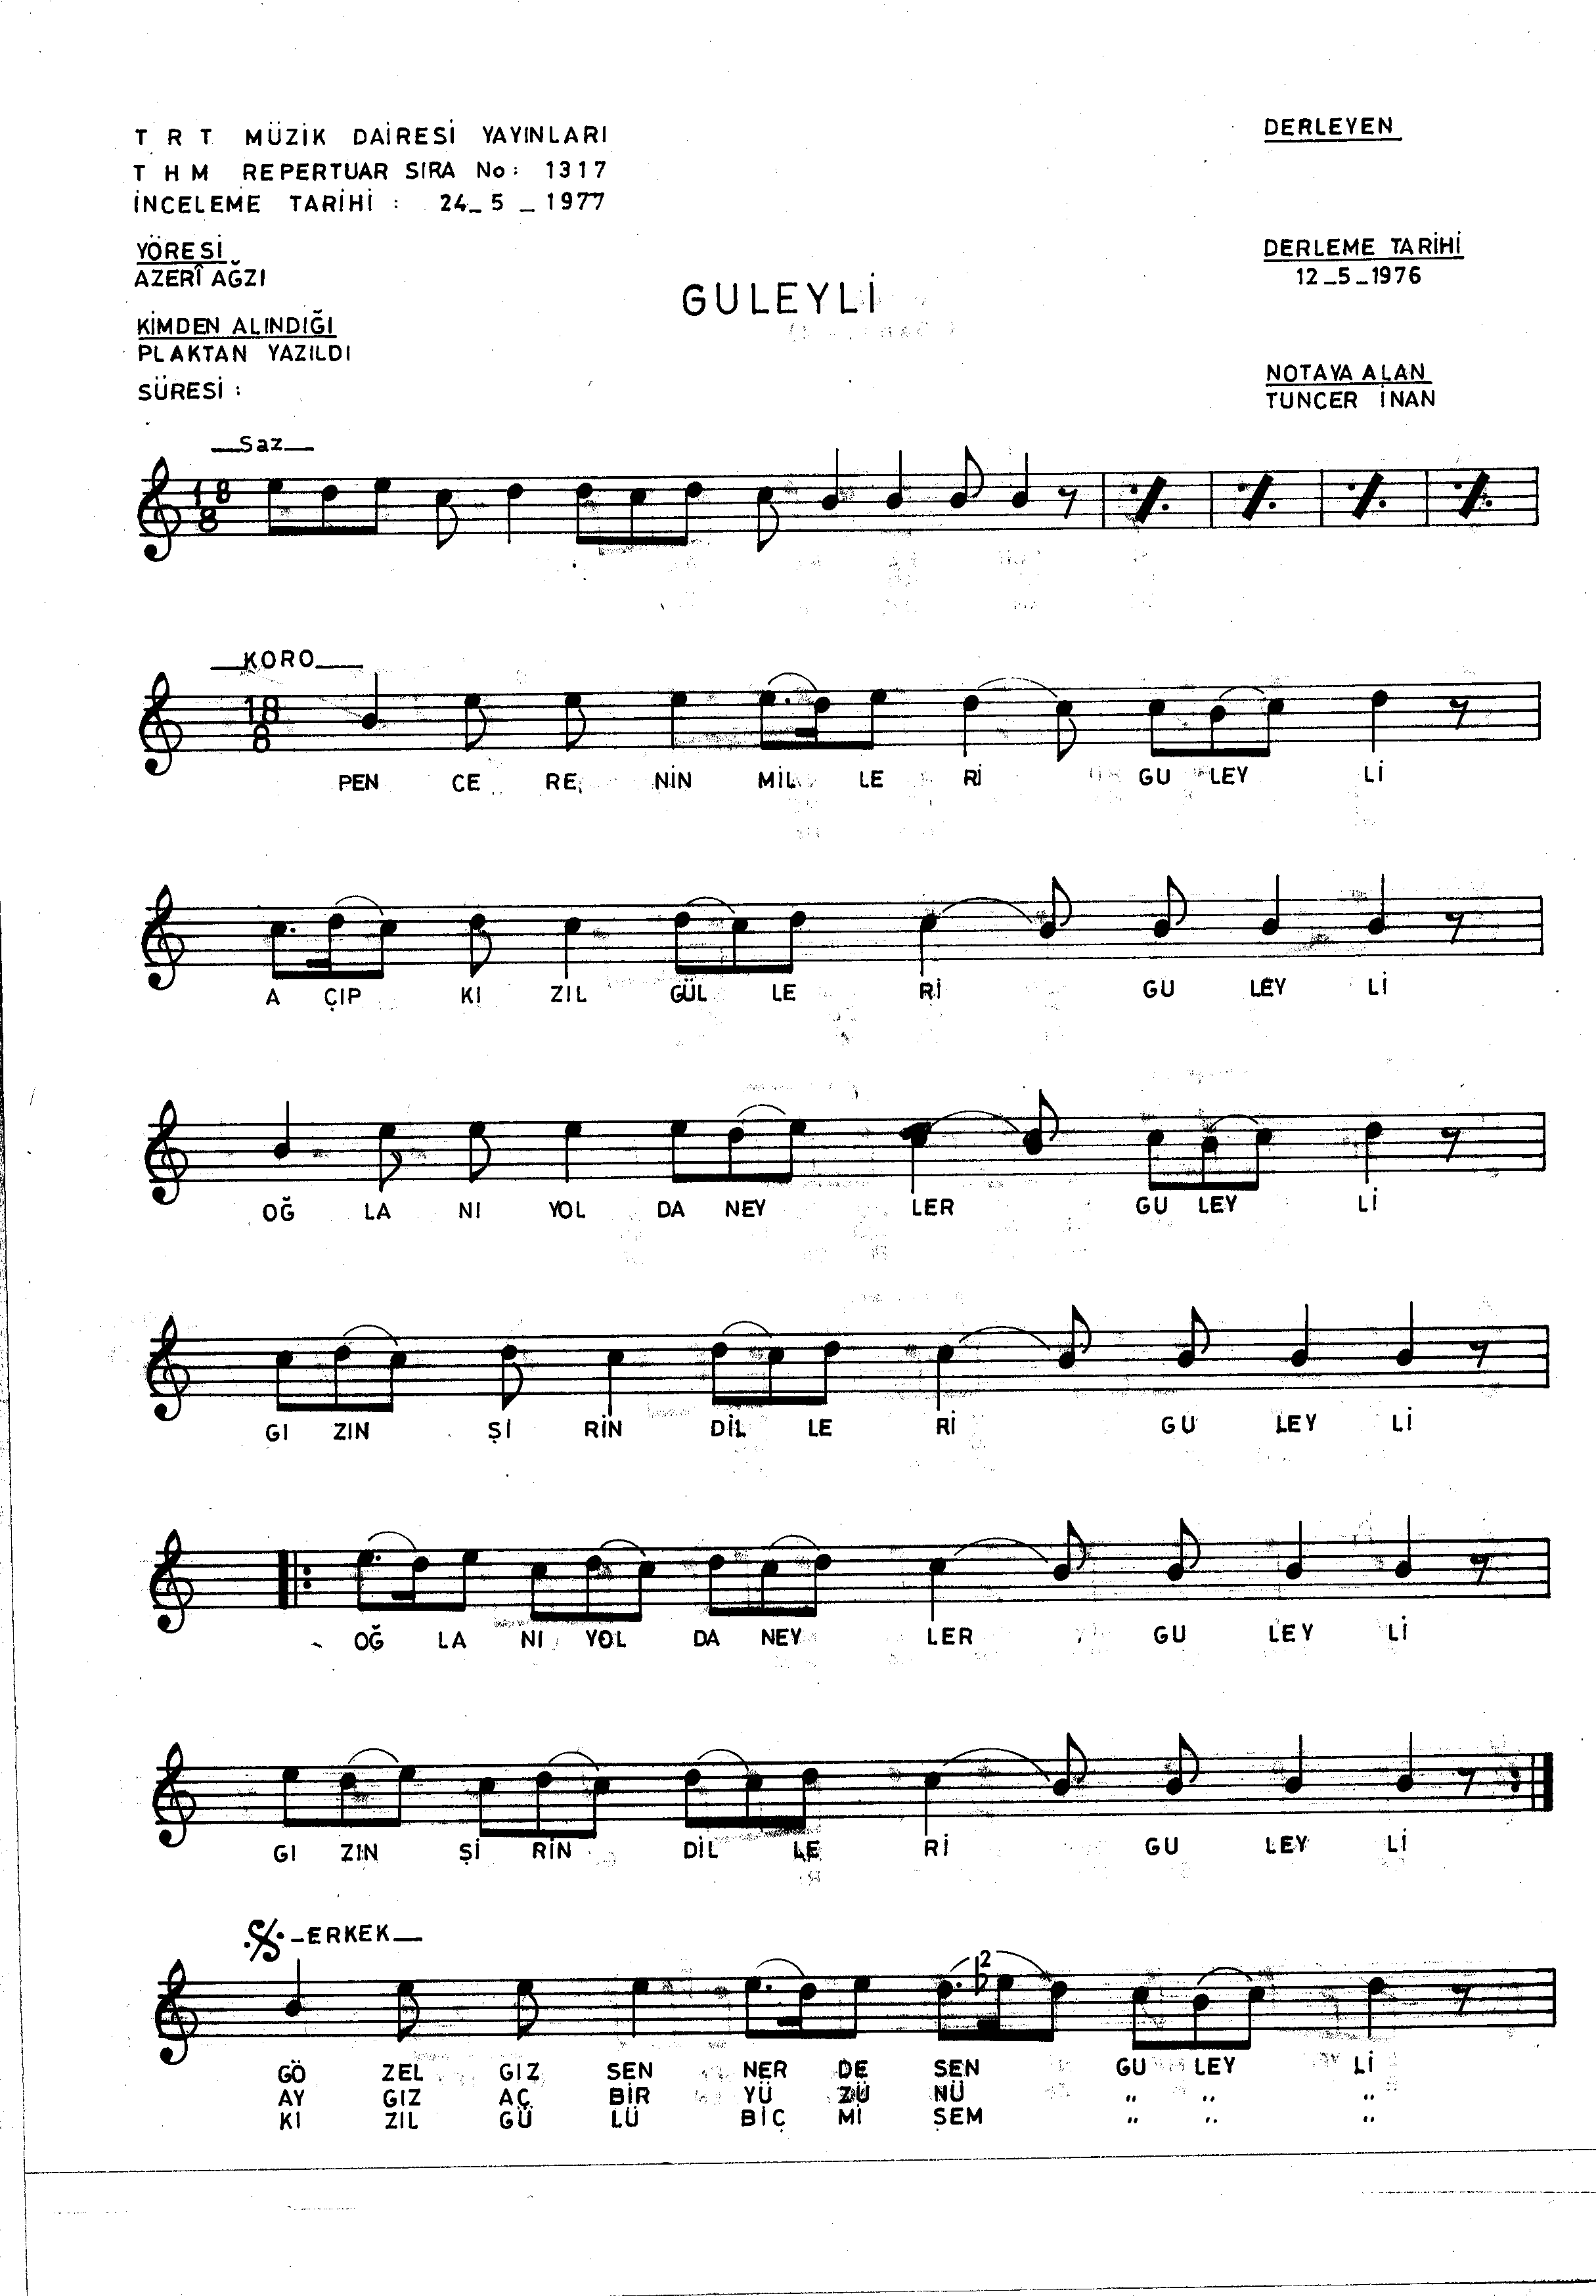 T R T MÜZİK DAİRESİ YAYINLARI
T H M REPERTUAR SIRA No: 1317
İNCELEME TARİHİ : 24_5_1977
DERLEYEN
YÖRESİ
AZERÎ AĞZI
DERLEME TARİHİ
12_5_1976
GULEYLİ
KİMDEN ALINDIĞI
PLAKTAN YAZILDI
SÜRESİ :
NOTAYA ALAN
TUNCER İNAN
Saz
18
8
KORO
18
8
PEN CE RE NİN MİL LE Rİ GU LEY Lİ
A ÇIP KI ZIL GÜL LE Rİ GU LEY Lİ
OĞ LA NI YOL DA NEY LER GU LEY Lİ
GI ZIN Şİ RİN DİL LE Rİ GU LEY Lİ
OĞ LA NI YOL DA NEY LER GU LEY Lİ
GI ZIN Şİ RİN DİL LE Rİ GU LEY Lİ
ERKEK
2
GÖ ZEL GIZ SEN NER DE SEN GU LEY Lİ
AY GIZ AÇ BİR YÜ ZÜ NÜ " " "
KI ZIL GÜ LÜ BİÇ Mİ ŞEM " " "